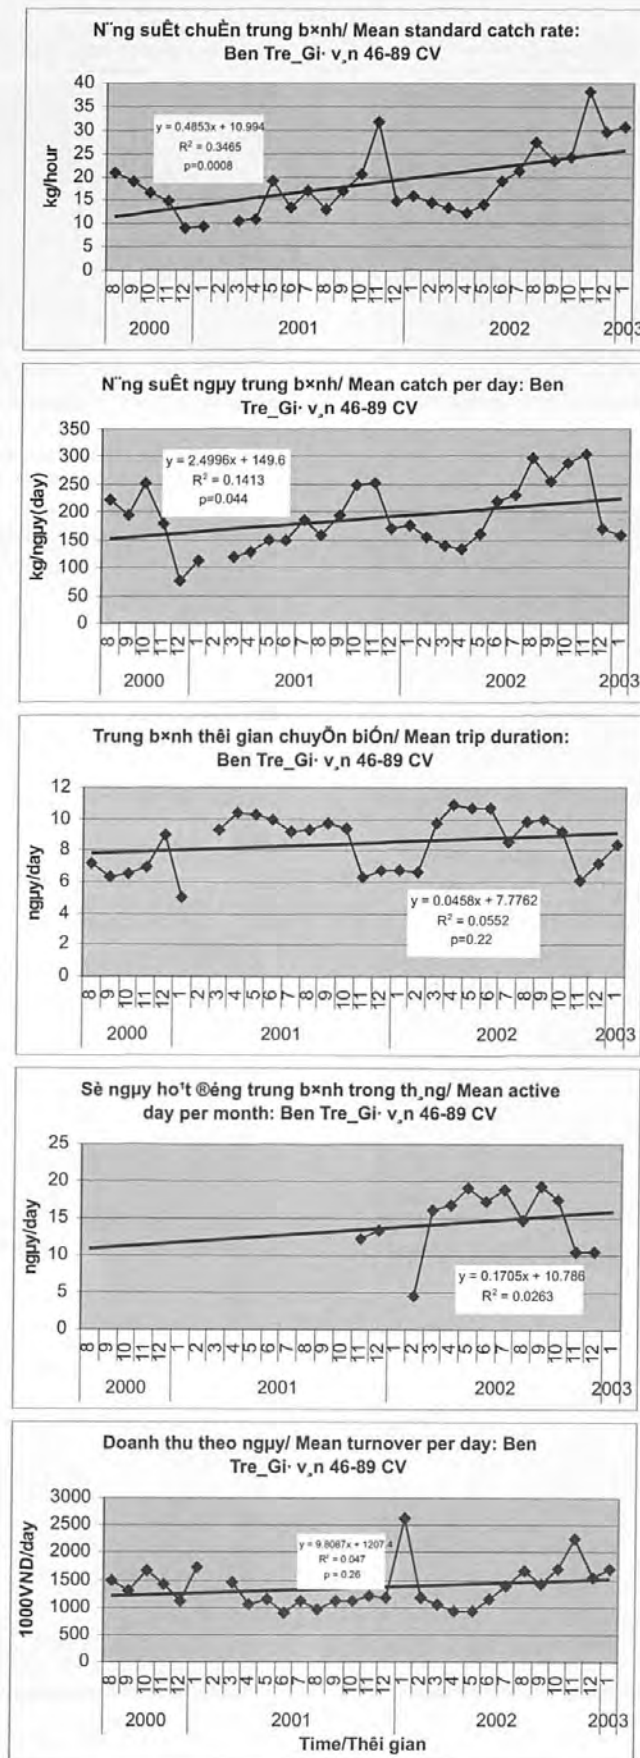 N¨ng suÊt chuÈn trung b×nh/ Mean standard catch rate:
Ben Tre_Gi· v¸n 46-89 CV
40
35
30
25
20
15
10
5
0
kg/hour
y = 0.4853x + 10.994
R² = 0.3465
p=0.0008
8 9 10 11 12 1 2 3 4 5 6 7 8 9 10 11 12 1 2 3 4 5 6 7 8 9 10 11 12 1
2000 2001 2002 2003
N¨ng suÊt ngµy trung b×nh/ Mean catch per day: Ben
Tre_Gi· v¸n 46-89 CV
350
300
250
200
150
100
50
0
kg/ngµy(day)
y = 2.4996x + 149.6
R² = 0.1413
p=0.044
8 9 10 11 12 1 2 3 4 5 6 7 8 9 10 11 12 1 2 3 4 5 6 7 8 9 10 11 12 1
2000 2001 2002 2003
Trung b×nh thêi gian chuyÕn biÓn/ Mean trip duration:
Ben Tre_Gi· v¸n 46-89 CV
12
10
8
6
4
2
0
ngµy/day
y = 0.0458x + 7.7762
R² = 0.0552
p=0.22
8 9 10 11 12 1 2 3 4 5 6 7 8 9 10 11 12 1 2 3 4 5 6 7 8 9 10 11 12 1
2000 2001 2002 2003
Sè ngµy ho¹t ®éng trung b×nh trong th¸ng/ Mean active
day per month: Ben Tre_Gi· v¸n 46-89 CV
25
20
15
10
5
0
ngµy/day
y = 0.1705x + 10.786
R² = 0.0263
8 9 10 11 12 1 2 3 4 5 6 7 8 9 10 11 12 1 2 3 4 5 6 7 8 9 10 11 12 1
2000 2001 2002 2003
Doanh thu theo ngµy/ Mean turnover per day: Ben
Tre_Gi· v¸n 46-89 CV
3000
2500
2000
1500
1000
500
0
1000VND/day
y = 9.8087x + 1207.4
R² = 0.047
p = 0.26
8 9 10 11 12 1 2 3 4 5 6 7 8 9 10 11 12 1 2 3 4 5 6 7 8 9 10 11 12 1
2000 2001 2002 2003
Time/Thêi gian